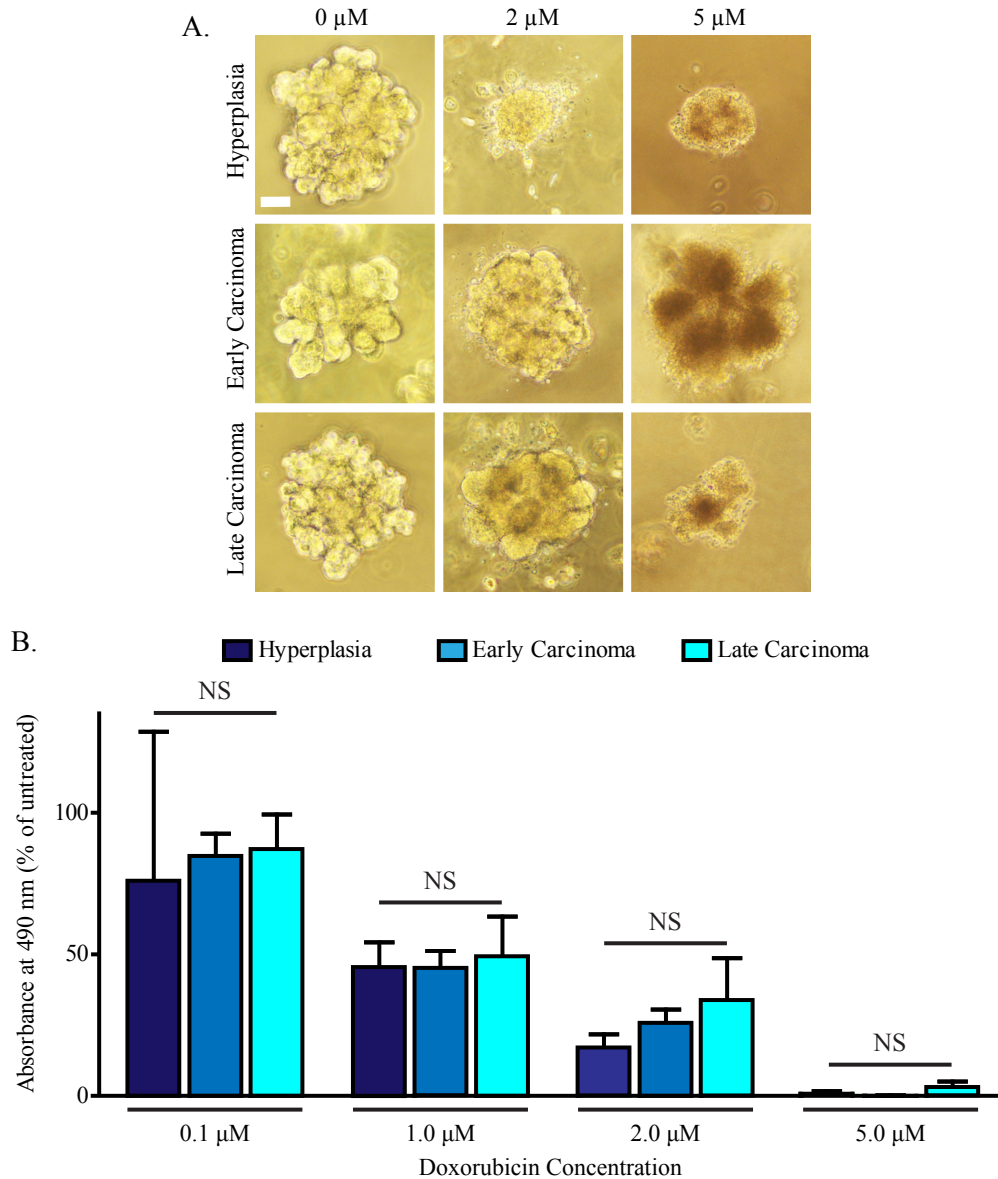 A.
0 µM 2 µM 5 µM
Hyperplasia
Early Carcinoma
Late Carcinoma
B.
Hyperplasia Early Carcinoma Late Carcinoma
Absorbance at 490 nm (% of untreated)
100
50
0
NS
NS
NS
NS
0.1 µM 1.0 µM 2.0 µM 5.0 µM
Doxorubicin Concentration